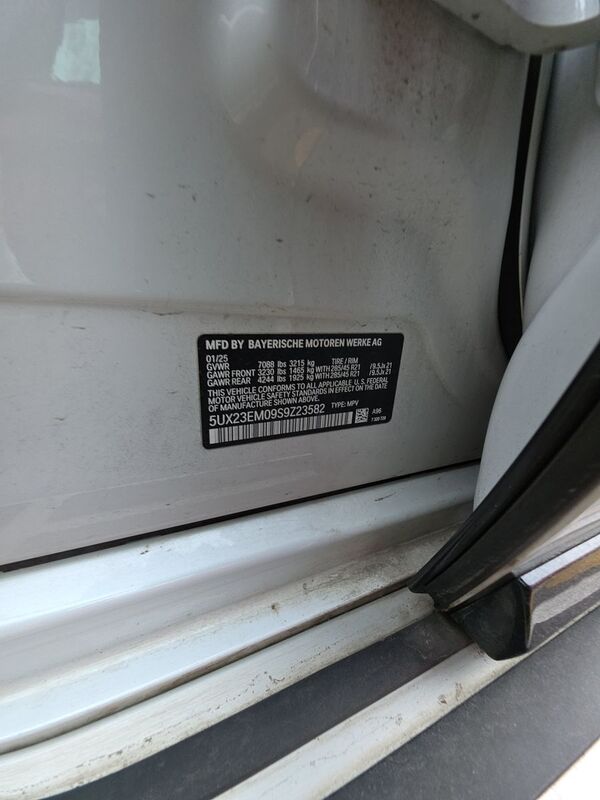 MFD BY BAYERISCHE MOTOREN WERKE AG
01/25
GVWR 7088 lbs 3215 kg TIRE / RIM
GAWR FRONT 3230 lbs 1465 kg WITH 285/45 R21 /9.5Jx21
GAWR REAR 4244 lbs 1925 kg WITH 285/45 R21 /9.5Jx21
THIS VEHICLE CONFORMS TO ALL APPLICABLE U.S. FEDERAL
MOTOR VEHICLE SAFETY STANDARDS IN EFFECT ON THE DATE OF
MANUFACTURE SHOWN ABOVE.
5UX23EM09S9Z23582 TYPE: MPV
A96